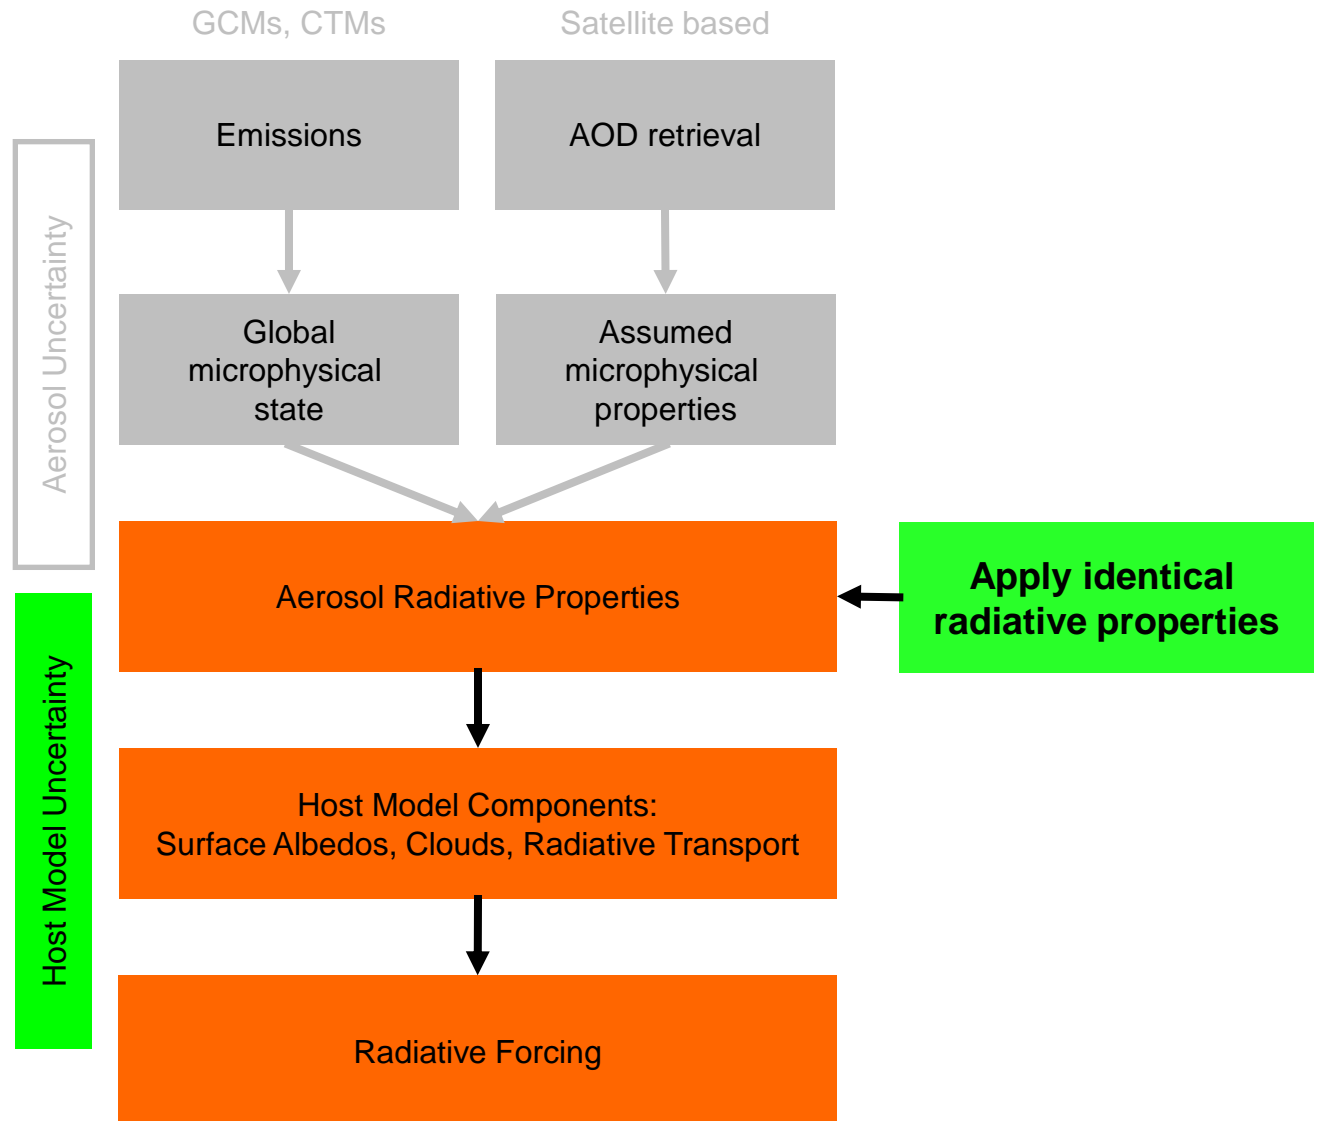 GCMs, CTMs
Satellite based
Emissions
AOD retrieval
Aerosol Uncertainty
Global
microphysical
state
Assumed
microphysical
properties
Aerosol Radiative Properties
Apply identical
radiative properties
Host Model Uncertainty
Host Model Components:
Surface Albedos, Clouds, Radiative Transport
Radiative Forcing